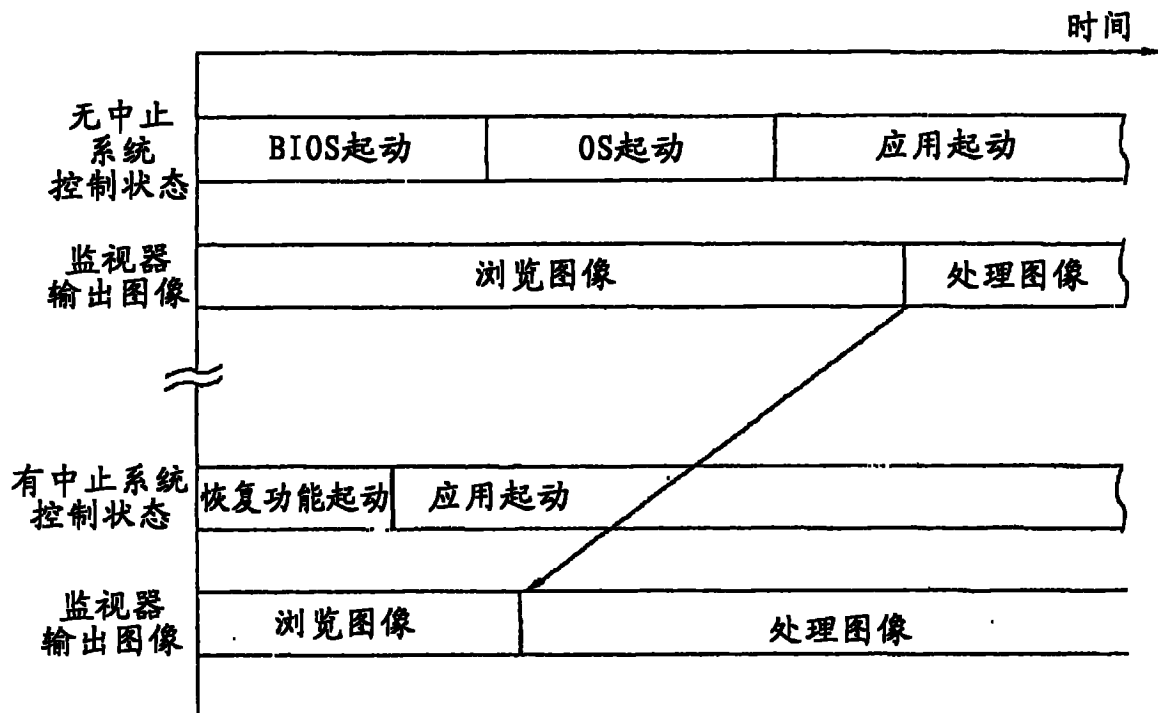 时间
无中止
系统
控制状态
BIOS起动
OS起动
应用起动
监视器
输出图像
浏览图像
处理图像
有中止系统
控制状态
恢复功能起动
应用起动
监视器
输出图像
浏览图像
处理图像